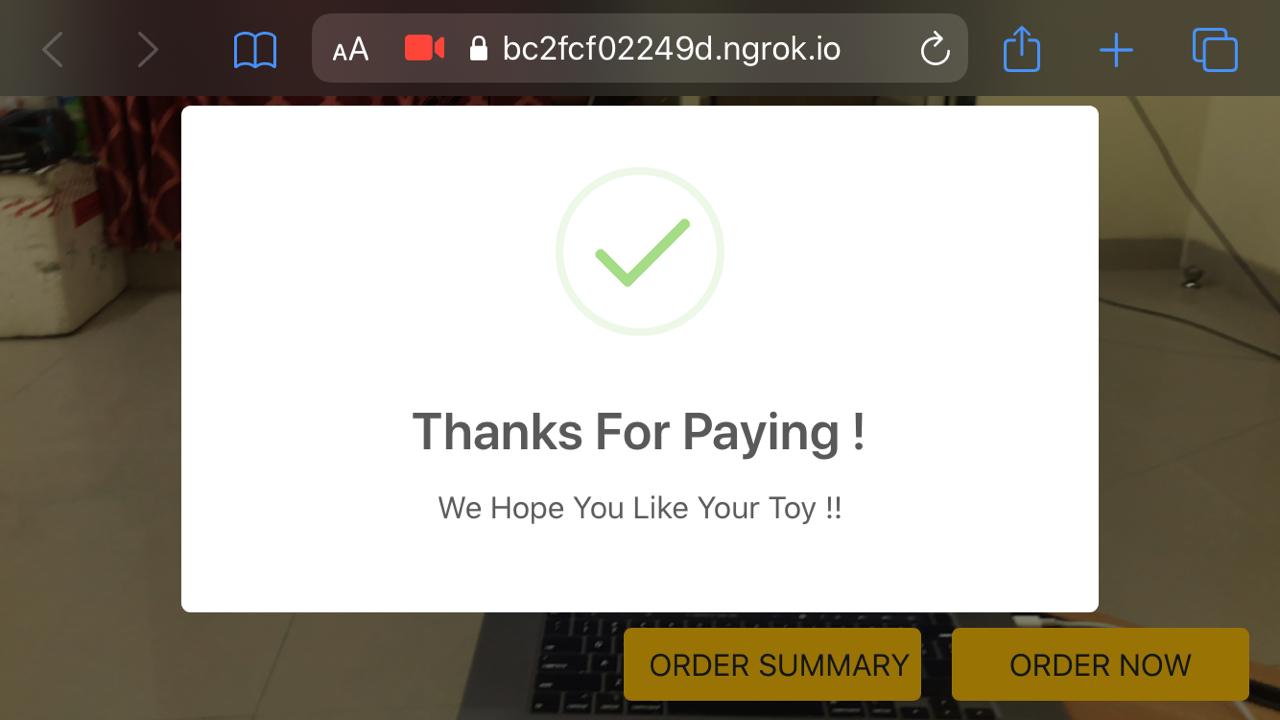 AA bc2fcf02249d.ngrok.io
Thanks For Paying !
We Hope You Like Your Toy !!
ORDER SUMMARY ORDER NOW